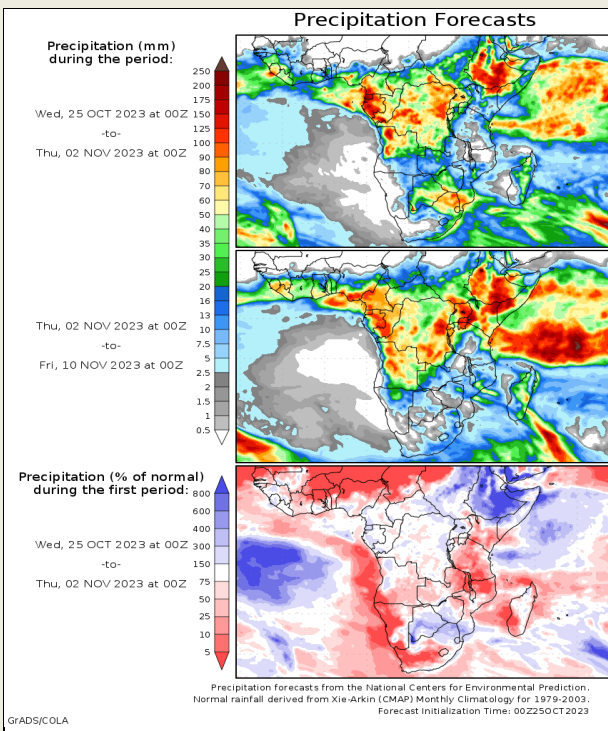 Precipitation Forecasts
Precipitation (mm)
during the period:
Wed, 25 OCT 2023 at 00Z
-to-
Thu, 02 NOV 2023 at 00Z
250
200
175
150
125
100
90
80
70
60
50
40
35
30
25
20
16
13
10
7.5
5
2.5
2
1.5
1
0.5
Thu, 02 NOV 2023 at 00Z
-to-
Fri, 10 NOV 2023 at 00Z
Precipitation (% of normal)
during the first period:
Wed, 25 OCT 2023 at 00Z
-to-
Thu, 02 NOV 2023 at 00Z
800
600
400
300
150
75
50
25
10
5
Precipitation forecasts from the National Centers for Environmental Prediction.
Normal rainfall derived from Xie-Arkin (CMAP) Monthly Climatology for 1979-2003.
Forecast Initialization Time: 00Z25OCT2023
GrADS/COLA